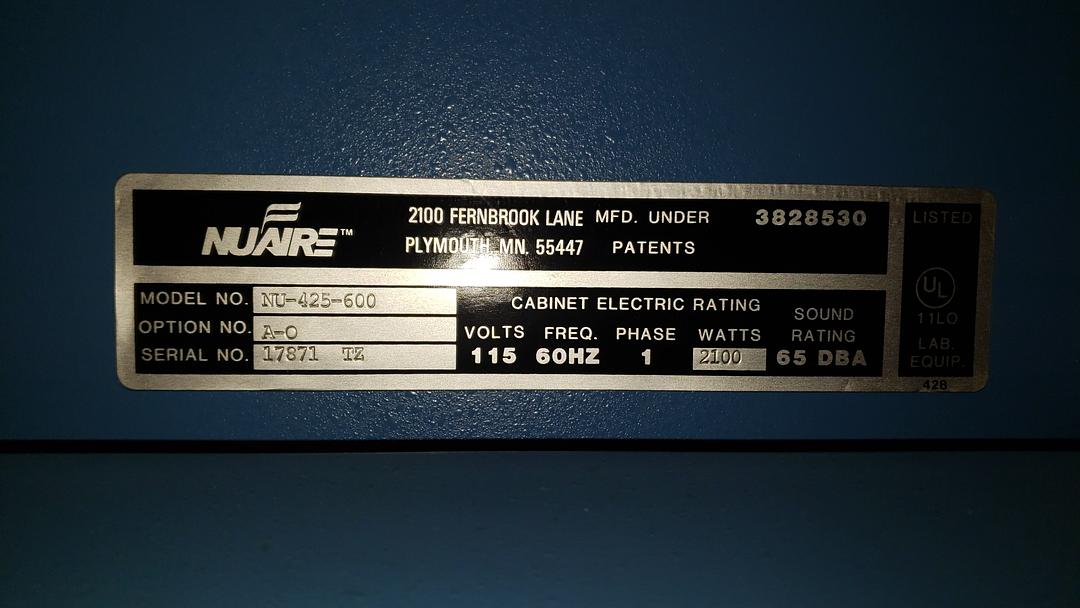 NUAIRE™
2100 FERNBROOK LANE
PLYMOUTH, MN. 55447
MFD. UNDER
PATENTS
3828530
MODEL NO. NU-425-600
OPTION NO. A-O
SERIAL NO. 17871 TZ
CABINET ELECTRIC RATING
VOLTS FREQ. PHASE WATTS
115 60HZ 1 2100
SOUND
RATING
65 DBA
LISTED
UL
11LO
LAB.
EQUIP.
428